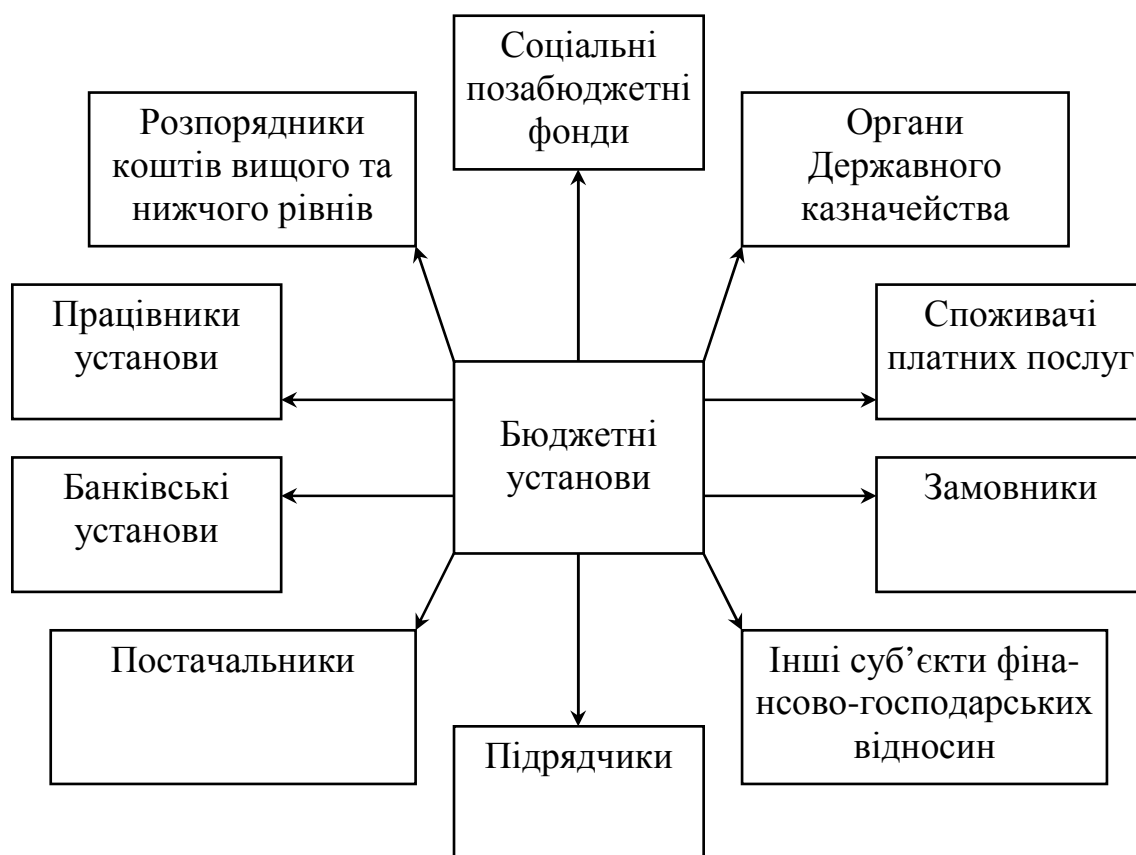 Соціальні
позабюджетні
фонди
Розпорядники
коштів вищого та
нижчого рівнів
Органи
Державного
казначейства
Працівники
установи
Споживачі
платних послуг
Бюджетні
установи
Банківські
установи
Замовники
Постачальники
Інші суб’єкти фіна-
нсово-господарських
відносин
Підрядчики